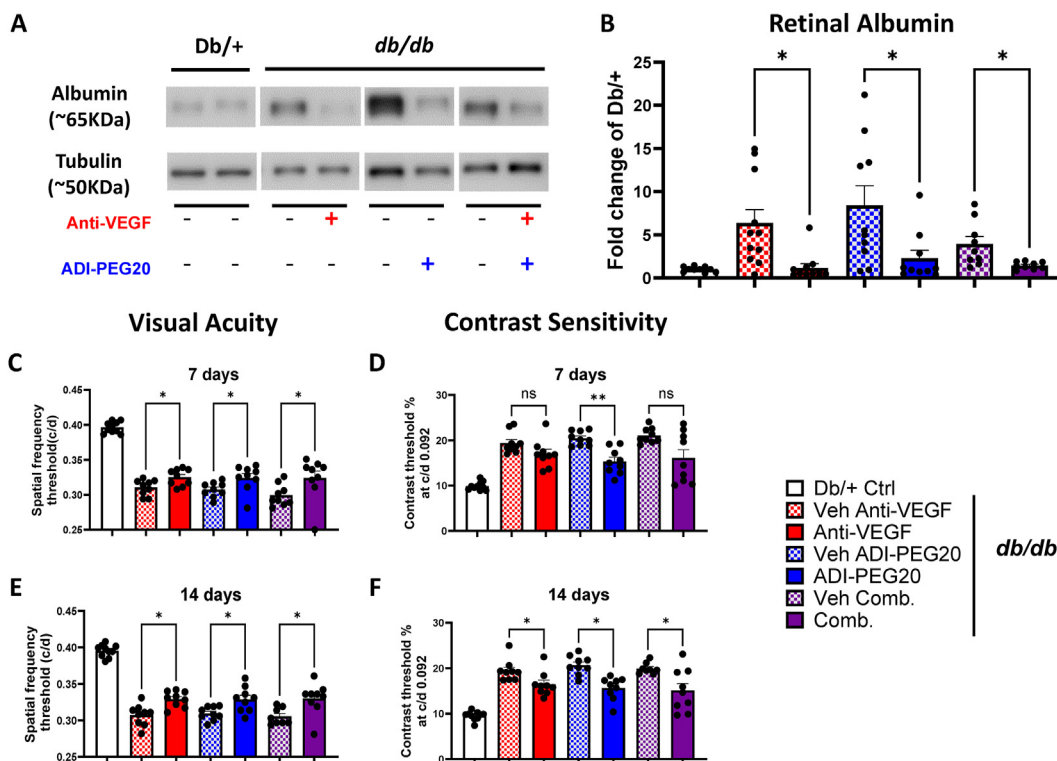 A
Db/+
db/db
Albumin
(~65KDa)
Tubulin
(~50KDa)
Anti-VEGF
- - - + - - - +
ADI-PEG20
- - - - - + - +
B
Retinal Albumin
Fold change of Db/+
25
20
15
10
5
0
* * *
Visual Acuity
Contrast Sensitivity
C
7 days
Spatial frequency
threshold(c/d)
0.45
0.40
0.35
0.30
0.25
* * *
D
7 days
Contrast threshold %
at c/d 0.092
30
20
10
0
ns ** ns
E
14 days
Spatial frequency
threshold (c/d)
0.45
0.40
0.35
0.30
0.25
* * *
F
14 days
Contrast threshold %
at c/d 0.092
30
20
10
0
* * *
Db/+ Ctrl
Veh Anti-VEGF
Anti-VEGF
Veh ADI-PEG20
ADI-PEG20
Veh Comb.
Comb.
db/db